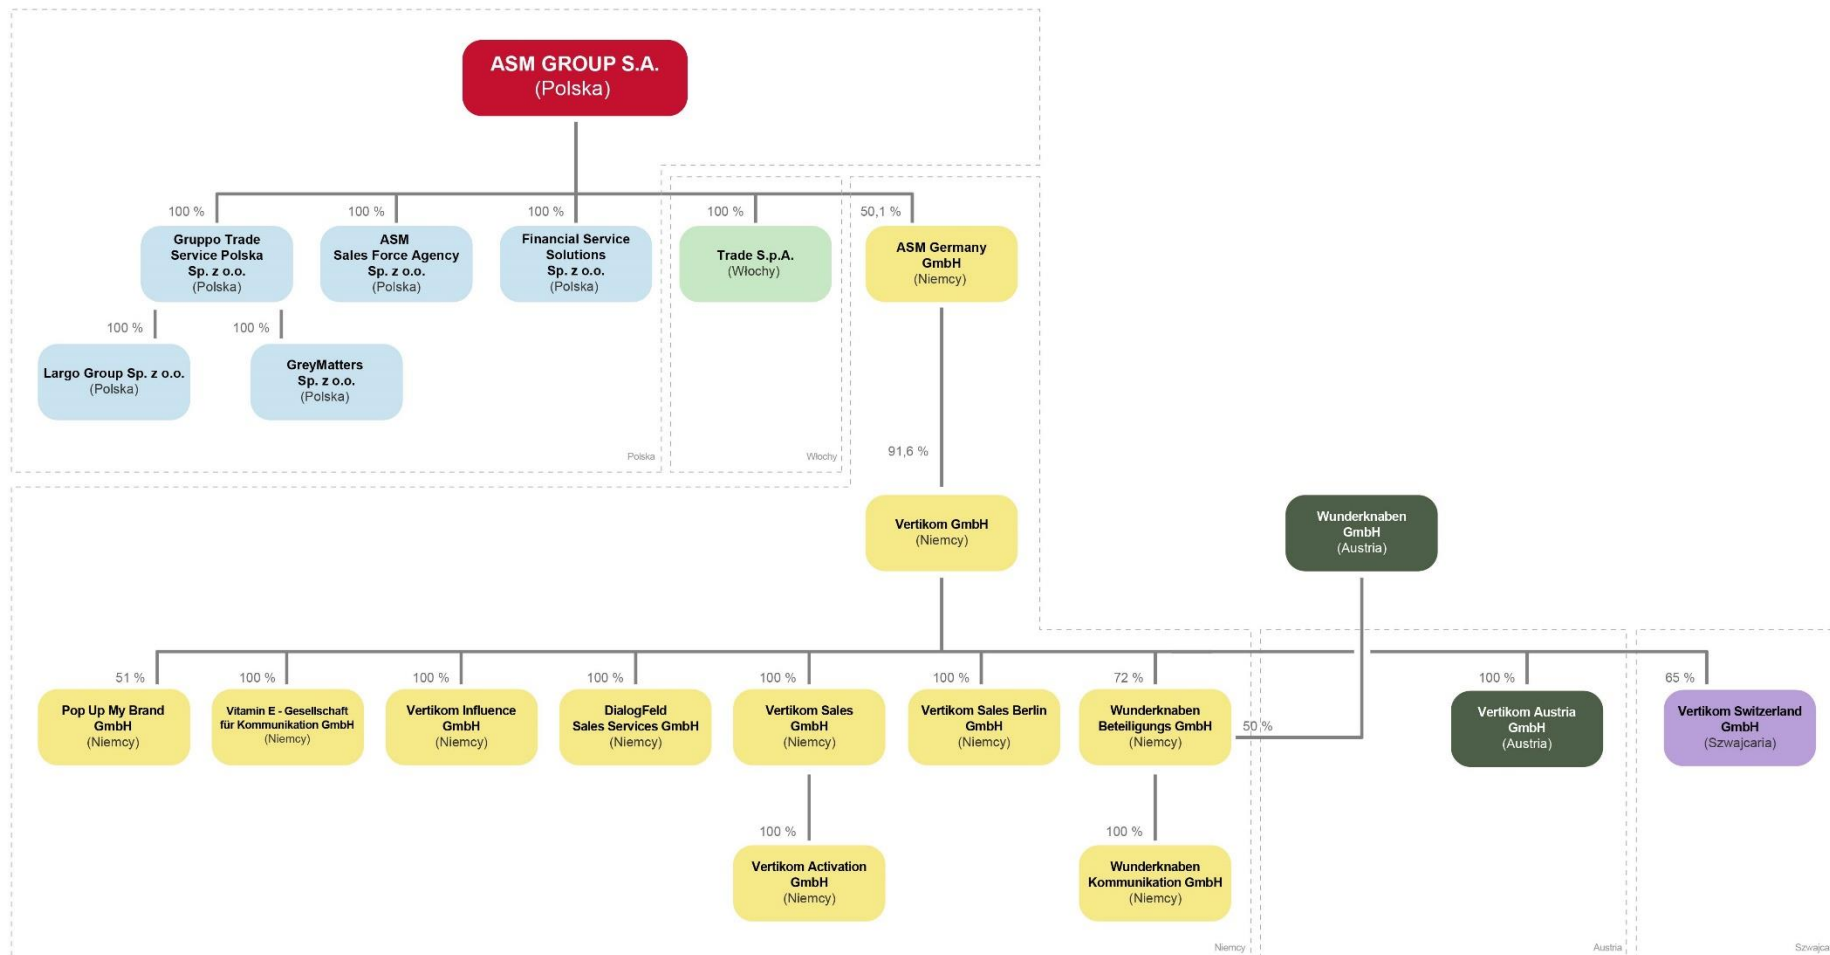 ASM GROUP S.A.
(Polska)
100 %
100 %
100 %
100 %
50,1 %
Gruppo Trade
Service Polska
Sp. z o.o.
(Polska)
ASM
Sales Force Agency
Sp. z o.o.
(Polska)
Financial Service
Solutions
Sp. z o.o.
(Polska)
Trade S.p.A.
(Włochy)
ASM Germany
GmbH
(Niemcy)
100 %
100 %
Largo Group Sp. z o.o.
(Polska)
GreyMatters
Sp. z o.o.
(Polska)
Polska
Włochy
91,6 %
Vertikom GmbH
(Niemcy)
Wunderknaben
GmbH
(Austria)
51 %
100 %
100 %
100 %
100 %
100 %
72 %
100 %
65 %
Pop Up My Brand
GmbH
(Niemcy)
Vitamin E - Gesellschaft
für Kommunikation GmbH
(Niemcy)
Vertikom Influence
GmbH
(Niemcy)
DialogFeld
Sales Services GmbH
(Niemcy)
Vertikom Sales
GmbH
(Niemcy)
Vertikom Sales Berlin
GmbH
(Niemcy)
Wunderknaben
Beteiligungs GmbH
(Niemcy)
50 %
Vertikom Austria
GmbH
(Austria)
Vertikom Switzerland
GmbH
(Szwajcaria)
100 %
100 %
Vertikom Activation
GmbH
(Niemcy)
Wunderknaben
Kommunikation GmbH
(Niemcy)
Niemcy
Austria
Szwajca